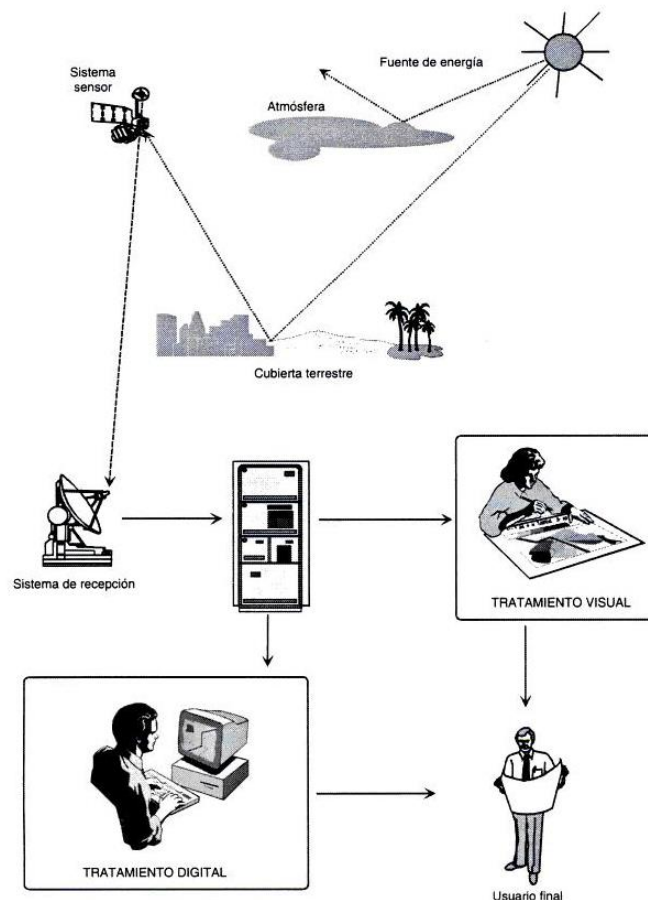 Sistema
sensor
Fuente de energía
Atmósfera
Cubierta terrestre
Sistema de recepción
TRATAMIENTO VISUAL
TRATAMIENTO DIGITAL
Usuario final